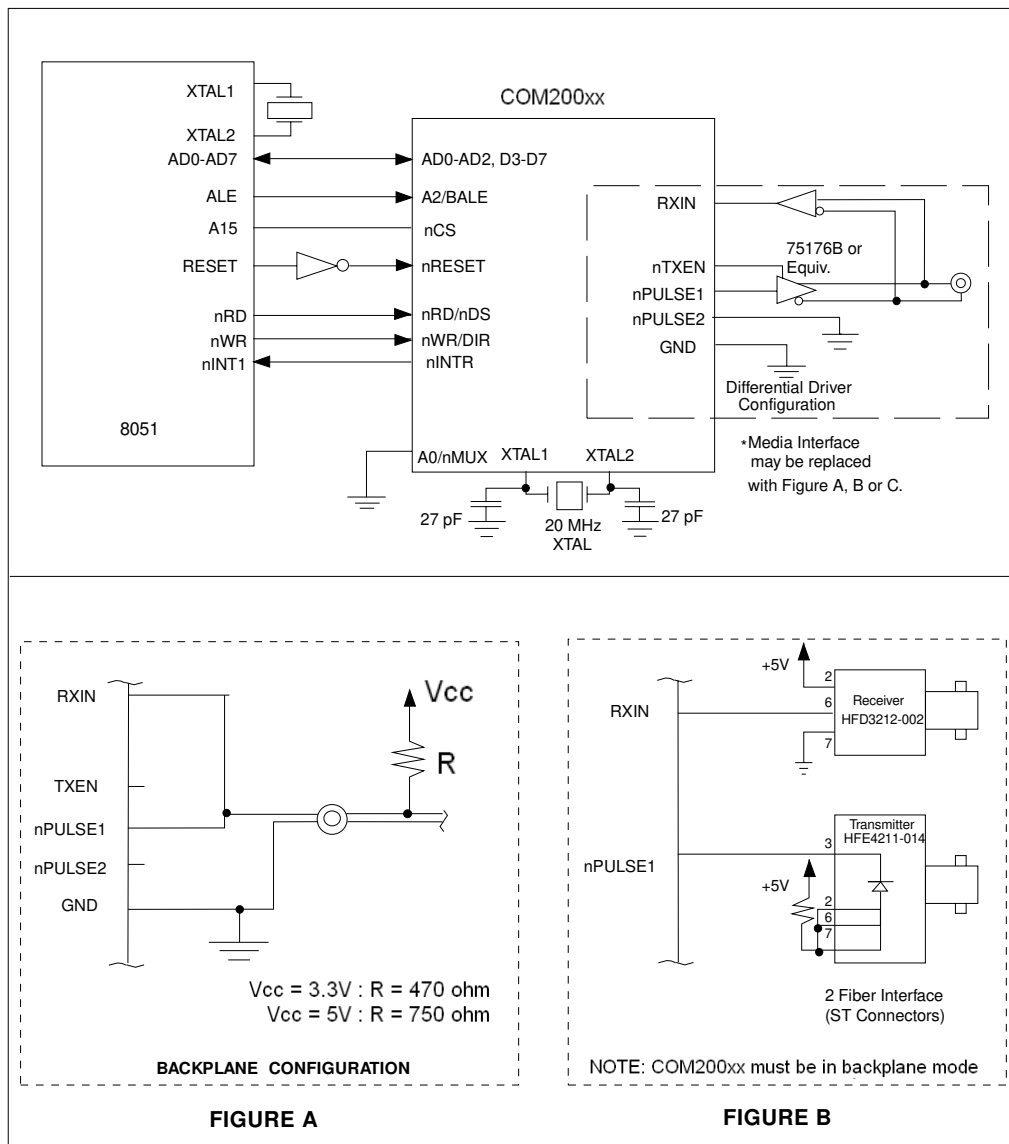 COM200xx
XTAL1
XTAL2
AD0-AD7
ALE
A15
RESET
nRD
nWR
nINT1
8051
AD0-AD2, D3-D7
A2/BALE
nCS
nRESET
nRD/nDS
nWR/DIR
nINTR
A0/nMUX
XTAL1
XTAL2
RXIN
nTXEN
nPULSE1
nPULSE2
GND
75176B or
Equiv.
Differential Driver
Configuration
*Media Interface
may be replaced
with Figure A, B or C.
27 pF
20 MHz
XTAL
27 pF
RXIN
TXEN
nPULSE1
nPULSE2
GND
Vcc
R
Vcc = 3.3V : R = 470 ohm
Vcc = 5V : R = 750 ohm
BACKPLANE CONFIGURATION
FIGURE A
+5V
2
6
7
Receiver
HFD3212-002
RXIN
Transmitter
HFE4211-014
3
nPULSE1
+5V
2
6
7
2 Fiber Interface
(ST Connectors)
NOTE: COM200xx must be in backplane mode
FIGURE B